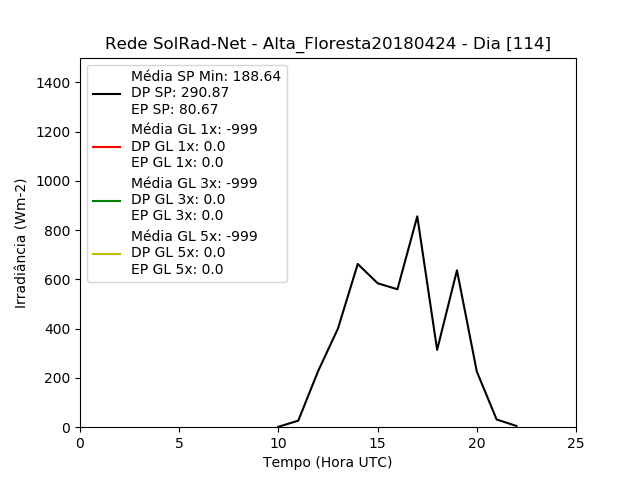 Rede SolRad-Net - Alta_Floresta20180424 - Dia [114]
Média SP Min: 188.64
DP SP: 290.87
EP SP: 80.67
Média GL 1x: -999
DP GL 1x: 0.0
EP GL 1x: 0.0
Média GL 3x: -999
DP GL 3x: 0.0
EP GL 3x: 0.0
Média GL 5x: -999
DP GL 5x: 0.0
EP GL 5x: 0.0
Irradiância (Wm-2)
1400
1200
1000
800
600
400
200
0
0 5 10 15 20 25
Tempo (Hora UTC)